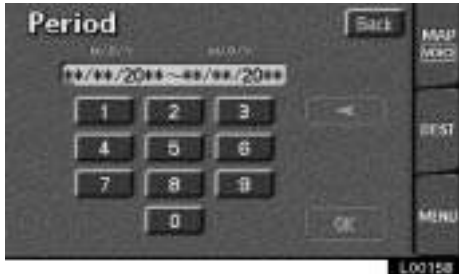 Period
Back
MAP
VOICE
M/D/Y M/D/Y
**/**/20**~**/**/20**
1 2 3
DEST
4 5 6
7 8 9
0
OK
MENU
L0015B